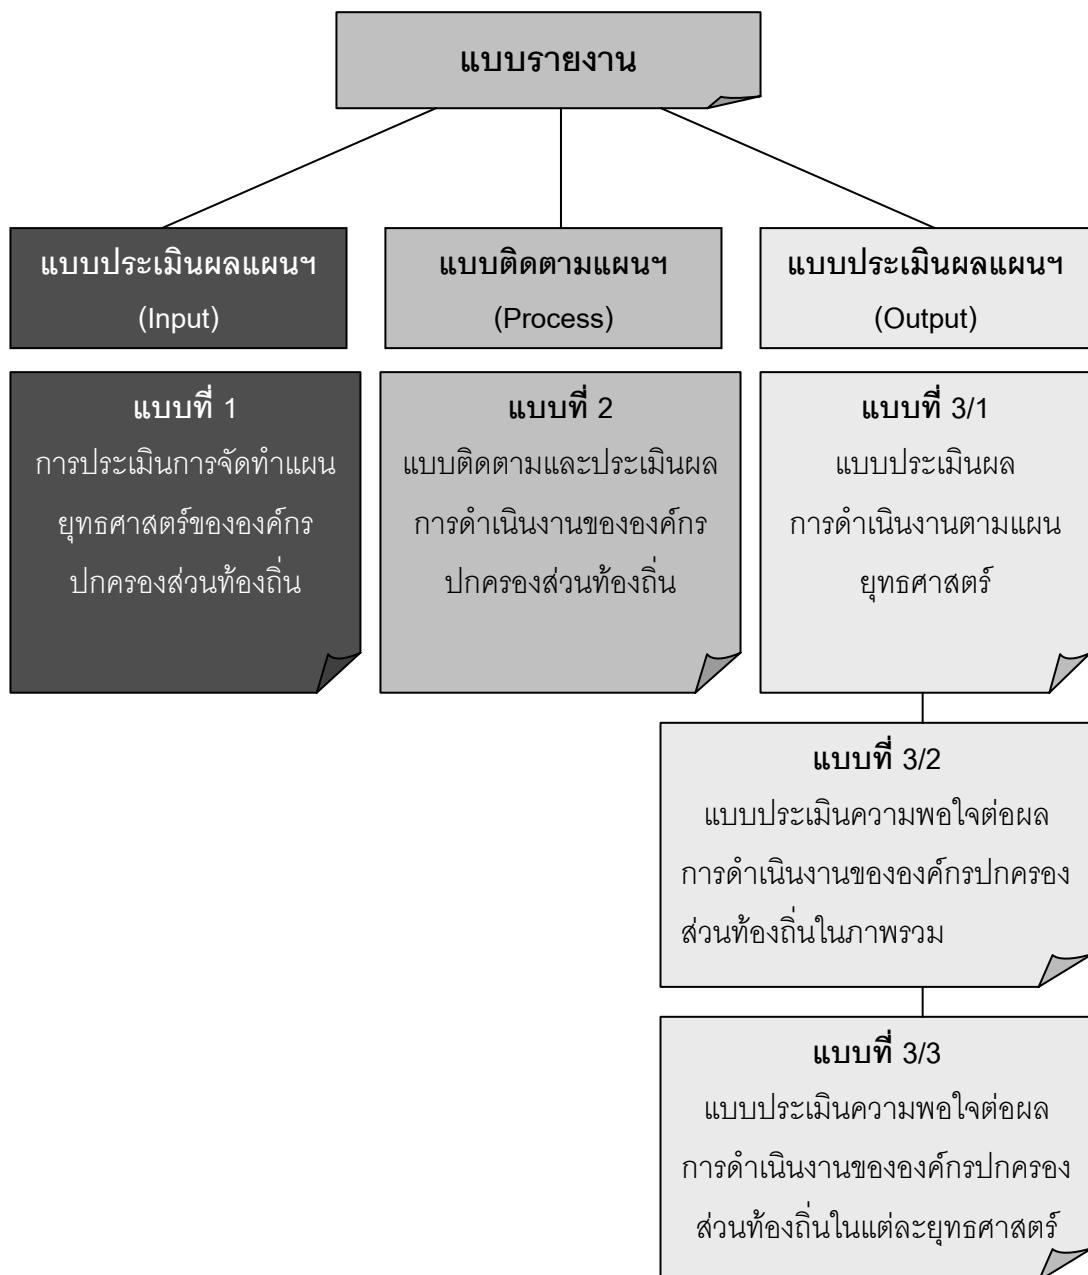 แบบรายงาน
แบบประเมินผลแผนฯ
(Input)
แบบติดตามแผนฯ
(Process)
แบบประเมินผลแผนฯ
(Output)
แบบที่ 1
การประเมินการจัดทำแผน
ยุทธศาสตร์ขององค์กร
ปกครองส่วนท้องถิ่น
แบบที่ 2
แบบติดตามและประเมินผล
การดำเนินงานขององค์กร
ปกครองส่วนท้องถิ่น
แบบที่ 3/1
แบบประเมินผล
การดำเนินงานตามแผน
ยุทธศาสตร์
แบบที่ 3/2
แบบประเมินความพอใจต่อผล
การดำเนินงานขององค์กรปกครอง
ส่วนท้องถิ่นในภาพรวม
แบบที่ 3/3
แบบประเมินความพอใจต่อผล
การดำเนินงานขององค์กรปกครอง
ส่วนท้องถิ่นในแต่ละยุทธศาสตร์